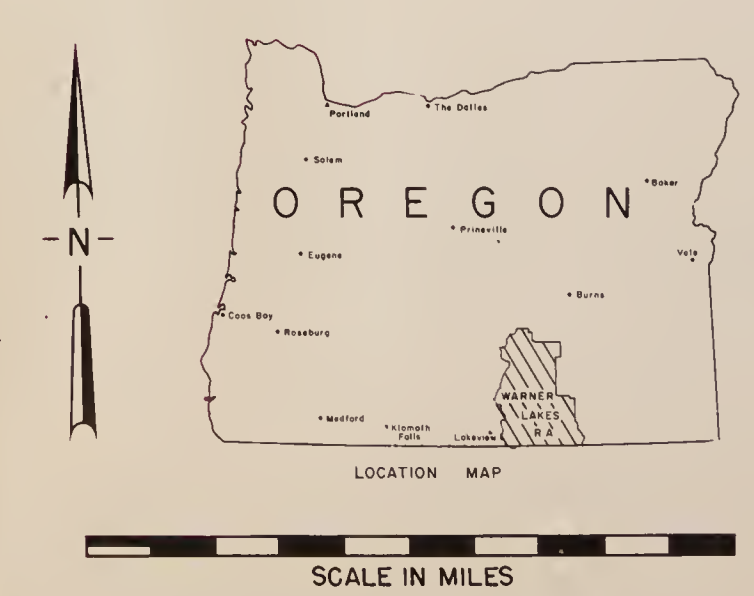 Portland
The Dalles
Salem
Baker
OREGON
Prineville
N
Eugene
Vale
Burns
Coos Bay
Roseburg
WARNER
LAKES
RA
Medford
Klamath
Falls
Lakeview
LOCATION MAP
SCALE IN MILES